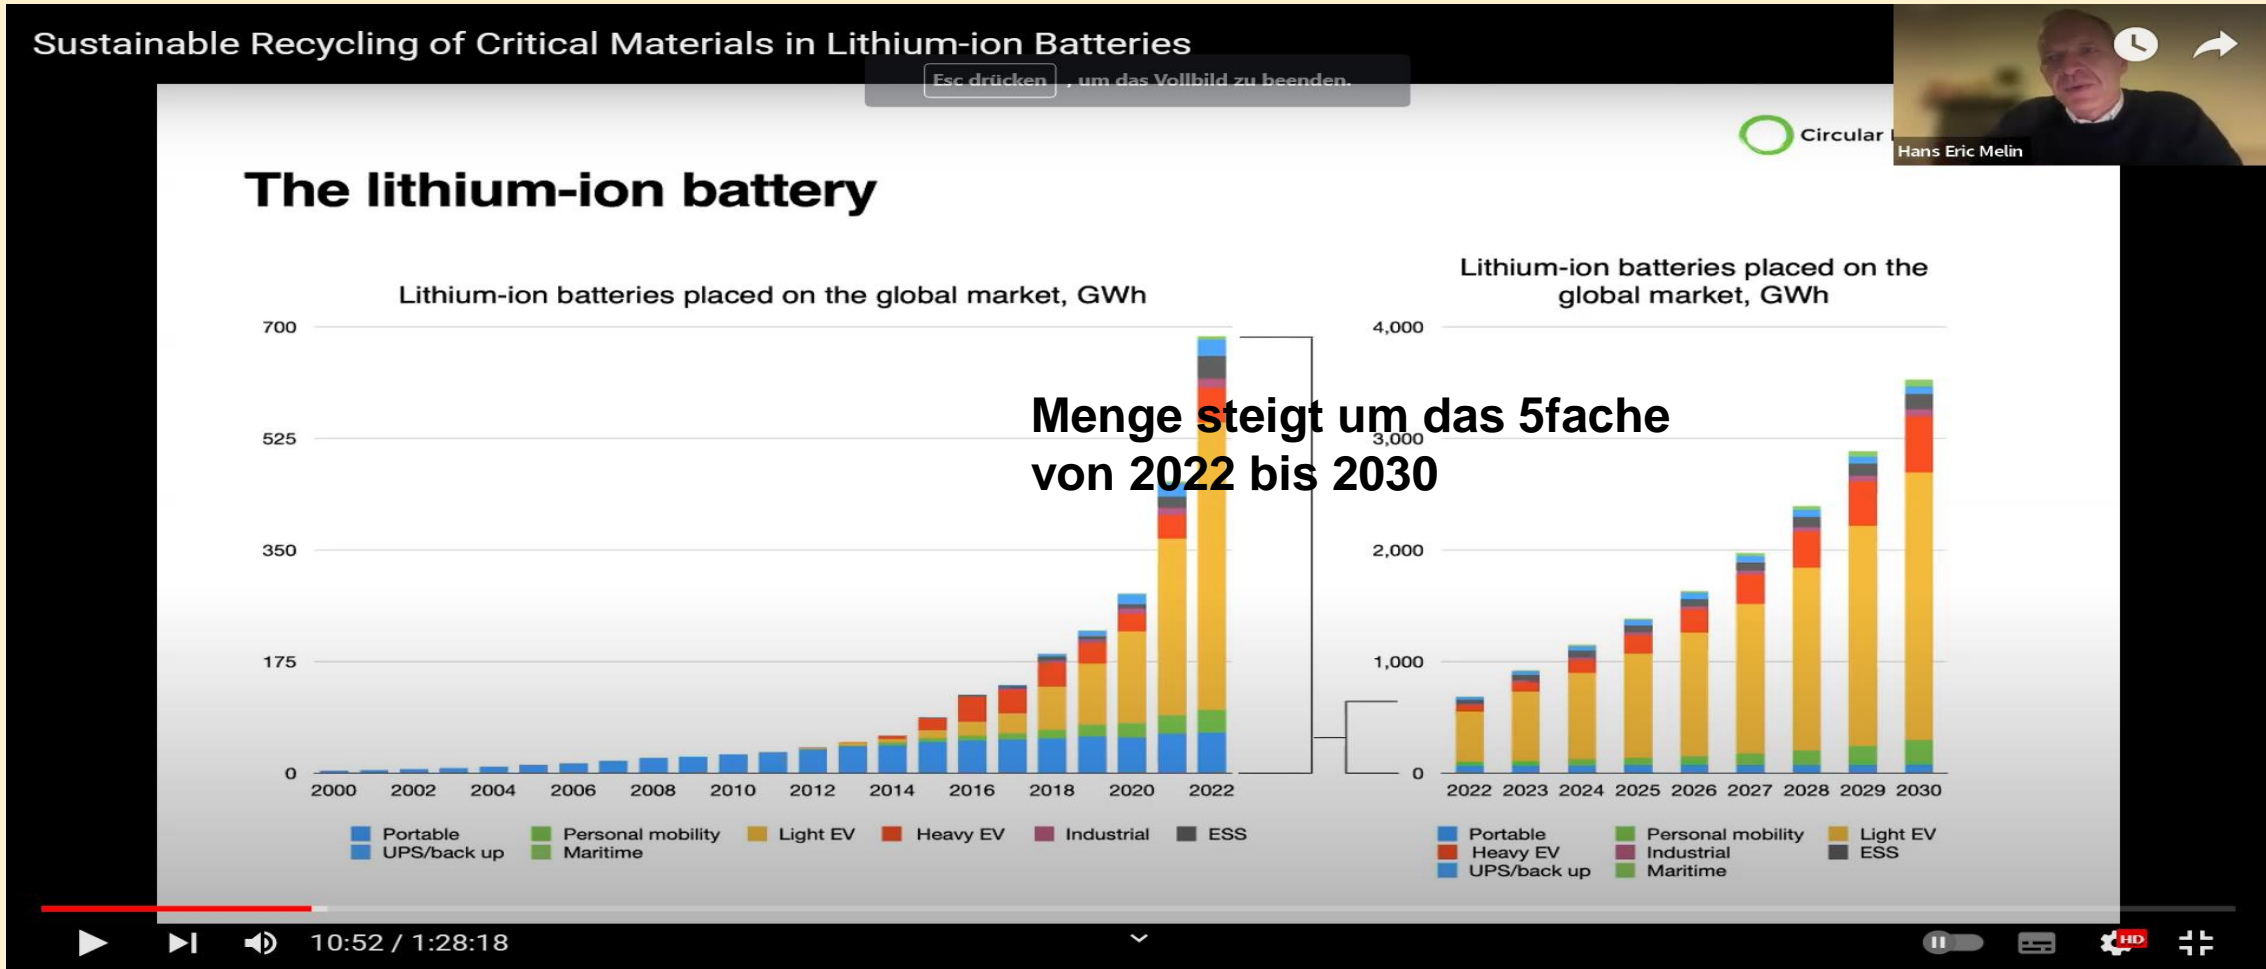 Sustainable Recycling of Critical Materials in Lithium-ion Batteries
Esc drücken , um das Vollbild zu beenden.
Circular
Hans Eric Melin
The lithium-ion battery
Lithium-ion batteries placed on the global market, GWh
700
525
350
175
0
2000 2002 2004 2006 2008 2010 2012 2014 2016 2018 2020 2022
Portable Personal mobility Light EV Heavy EV Industrial ESS
UPS/back up Maritime
Menge steigt um das 5fache
von 2022 bis 2030
Lithium-ion batteries placed on the
global market, GWh
4,000
3,000
2,000
1,000
0
2022 2023 2024 2025 2026 2027 2028 2029 2030
Portable Personal mobility Light EV
Heavy EV Industrial ESS
UPS/back up Maritime
10:52 / 1:28:18
HD